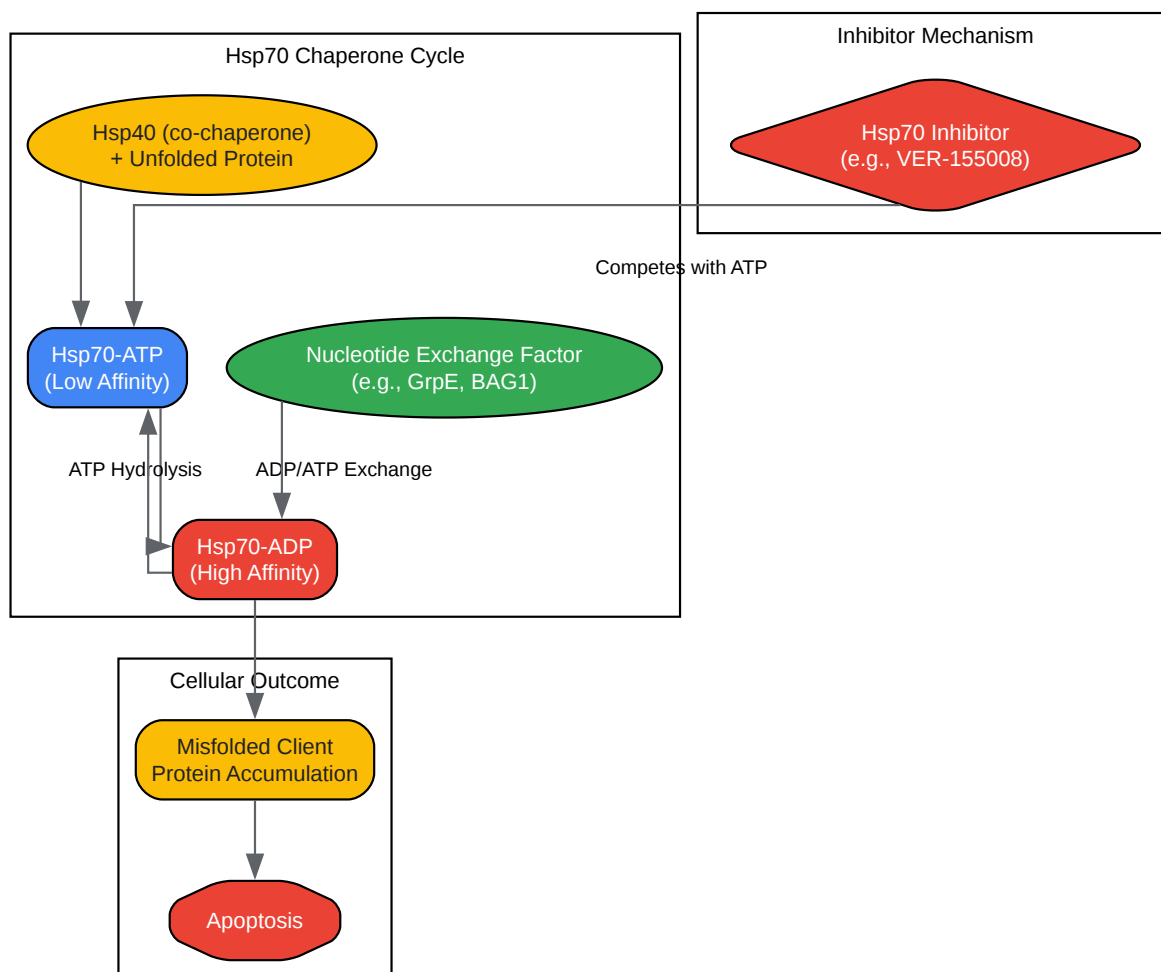 Inhibitor Mechanism
Hsp70 Chaperone Cycle
Hsp40 (co-chaperone)
+ Unfolded Protein
Hsp70 Inhibitor
(e.g., VER-155008)
Competes with ATP
Hsp70-ATP
(Low Affinity)
Nucleotide Exchange Factor
(e.g., GrpE, BAG1)
ATP Hydrolysis
ADP/ATP Exchange
Hsp70-ADP
(High Affinity)
Cellular Outcome
Misfolded Client
Protein Accumulation
Apoptosis